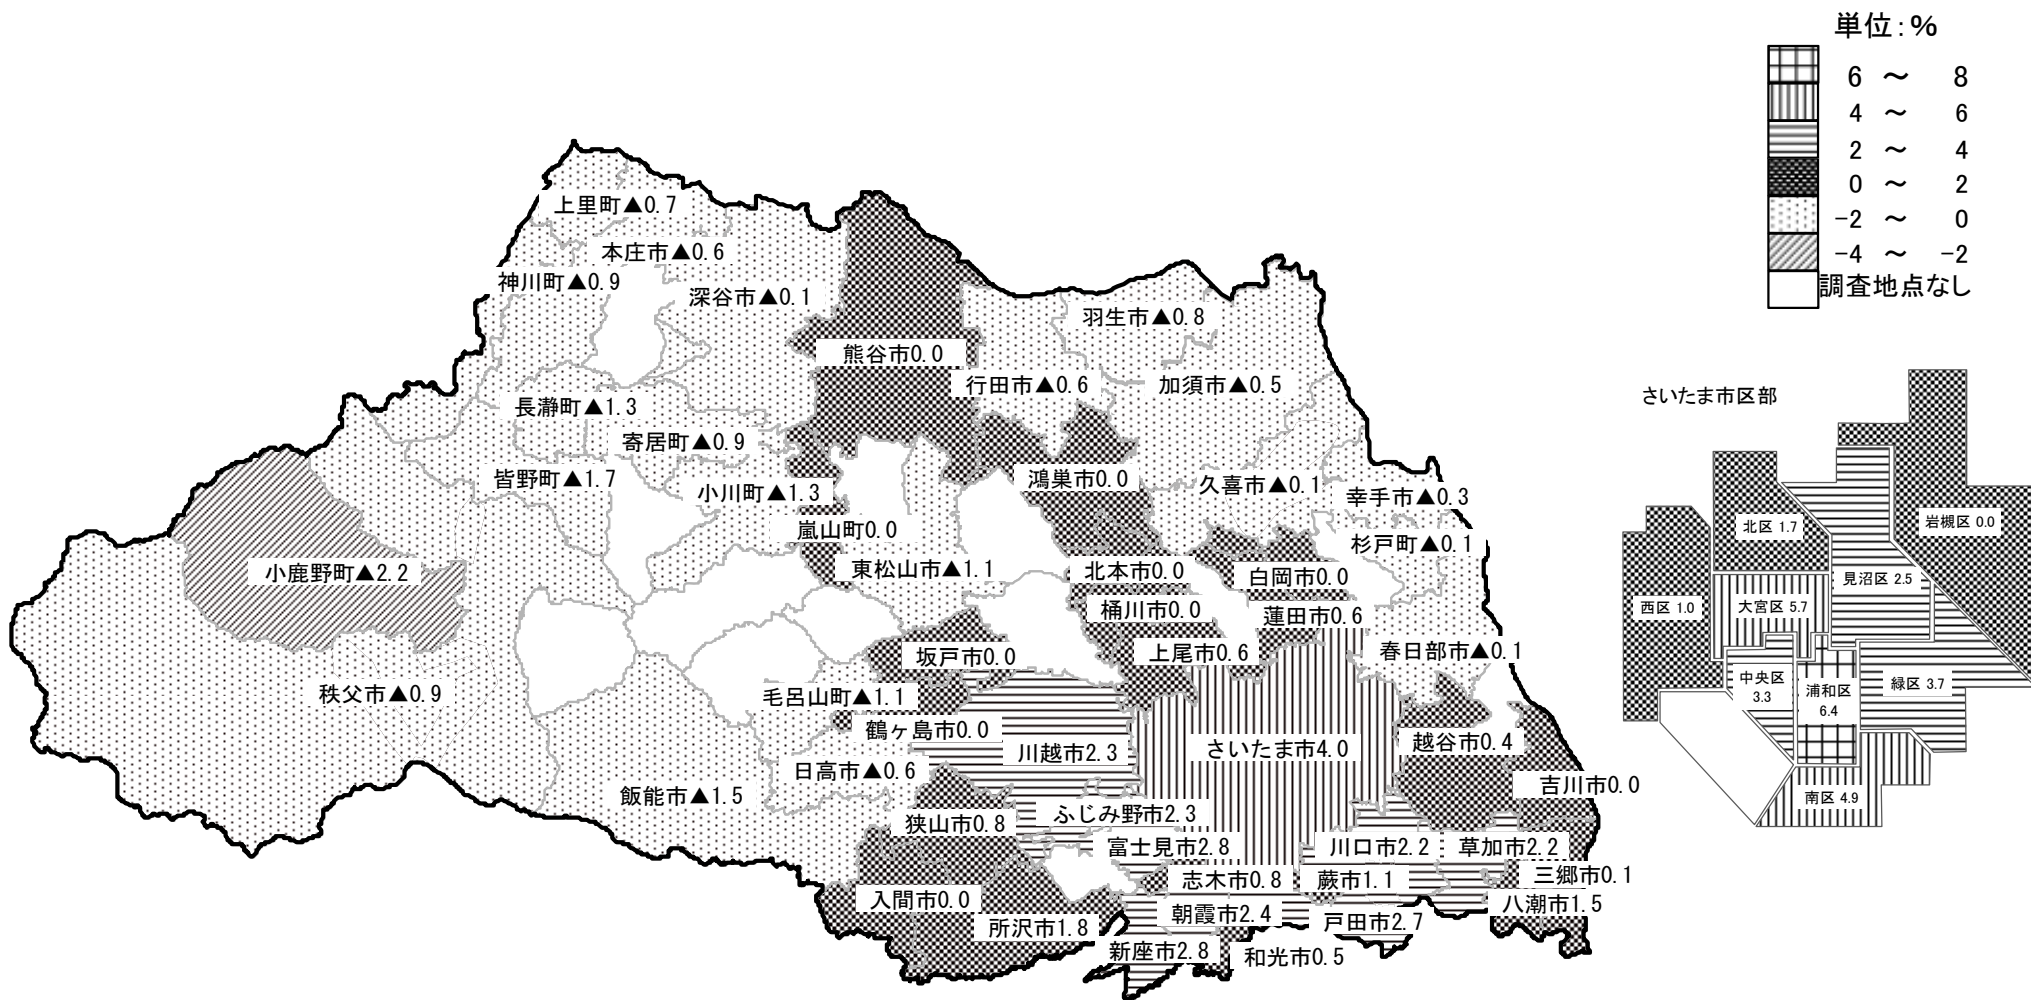 単位:%
6 ～ 8
4 ～ 6
2 ～ 4
0 ～ 2
-2 ～ 0
-4 ～ -2
調査地点なし
上里町▲0.7
本庄市▲0.6
神川町▲0.9
深谷市▲0.1
羽生市▲0.8
熊谷市0.0
行田市▲0.6
加須市▲0.5
長瀞町▲1.3
寄居町▲0.9
皆野町▲1.7
小川町▲1.3
鴻巣市0.0
久喜市▲0.1
幸手市▲0.3
嵐山町0.0
杉戸町▲0.1
小鹿野町▲2.2
東松山市▲1.1
北本市0.0
白岡市0.0
桶川市0.0
蓮田市0.6
坂戸市0.0
上尾市0.6
春日部市▲0.1
秩父市▲0.9
毛呂山町▲1.1
鶴ヶ島市0.0
川越市2.3
さいたま市4.0
越谷市0.4
日高市▲0.6
吉川市0.0
飯能市▲1.5
狭山市0.8
ふじみ野市2.3
富士見市2.8
川口市2.2
草加市2.2
志木市0.8
蕨市1.1
三郷市0.1
入間市0.0
朝霞市2.4
八潮市1.5
所沢市1.8
戸田市2.7
新座市2.8
和光市0.5
さいたま市区部
北区 1.7
岩槻区 0.0
見沼区 2.5
西区 1.0
大宮区 5.7
中央区
3.3
浦和区
6.4
緑区 3.7
南区 4.9